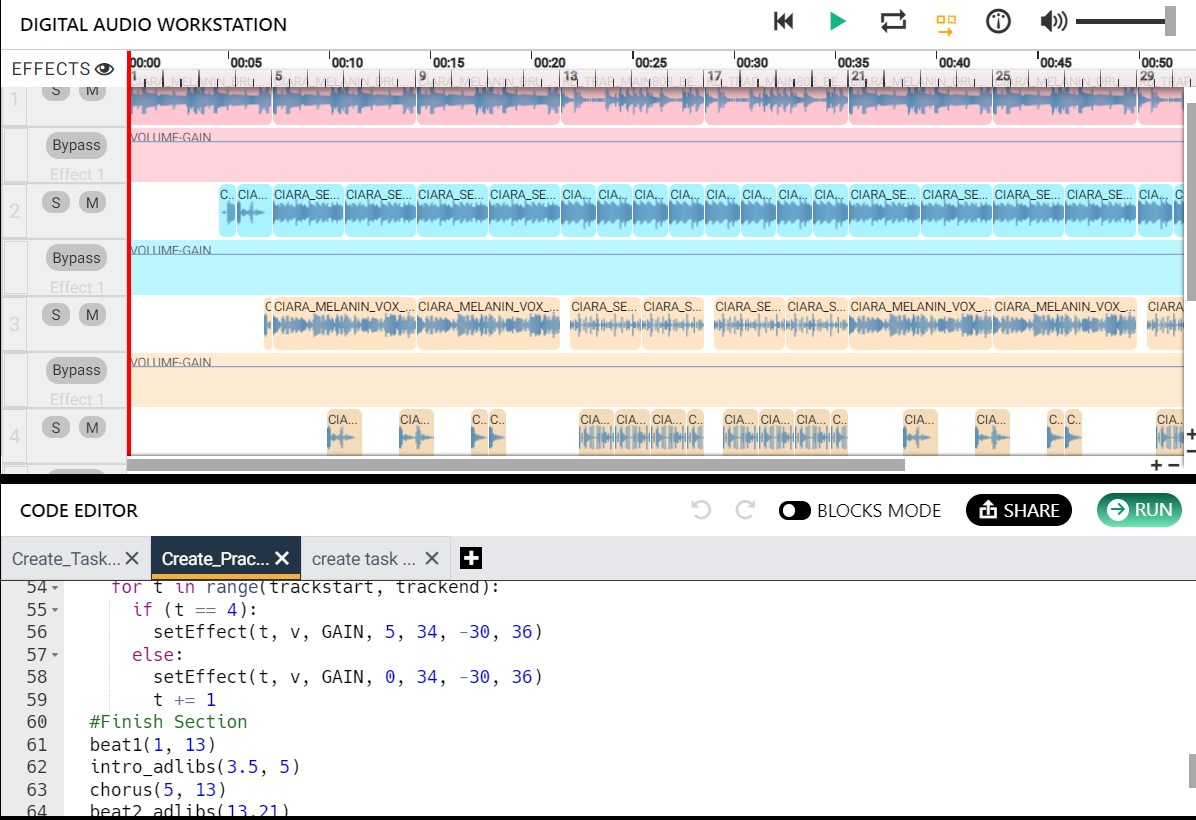 DIGITAL AUDIO WORKSTATION
EFFECTS
00:00 00:05 00:10 00:15 00:20 00:25 00:30 00:35 00:40 00:45 00:50
1 5 9 13 17 21 25 29
1 S M
Bypass VOLUME-GAIN
Effect 1
2 S M C.. CIA... CIARA_SE... CIARA_SE... CIARA_SE... CIARA_SE... CIA... CIA... CIA... CIA... CIA... CIA... CIA... CIA... CIARA_SE... CIARA_SE... CIARA_SE... CIARA_SE... CIA... C
Bypass VOLUME-GAIN
Effect 1
3 S M C CIARA_MELANIN_VOX_... CIARA_MELANIN_VOX_... CIARA_SE... CIARA_S... CIARA_SE... CIARA_S... CIARA_MELANIN_VOX_... CIARA_MELANIN_VOX_... CIARA
Bypass VOLUME-GAIN
Effect 1
4 S M CIA... CIA... C.. C.. CIA... CIA... CIA... C.. CIA... CIA... CIA... C.. CIA... CIA... C.. C.. CIA...
CODE EDITOR BLOCKS MODE SHARE RUN
Create_Task... Create_Prac... create task ...
54 for t in range(trackstart, trackend):
55 if (t == 4):
56 setEffect(t, v, GAIN, 5, 34, -30, 36)
57 else:
58 setEffect(t, v, GAIN, 0, 34, -30, 36)
59 t += 1
60 #Finish Section
61 beat1(1, 13)
62 intro_adlibs(3.5, 5)
63 chorus(5, 13)
64 beat2_adlibs(13,21)